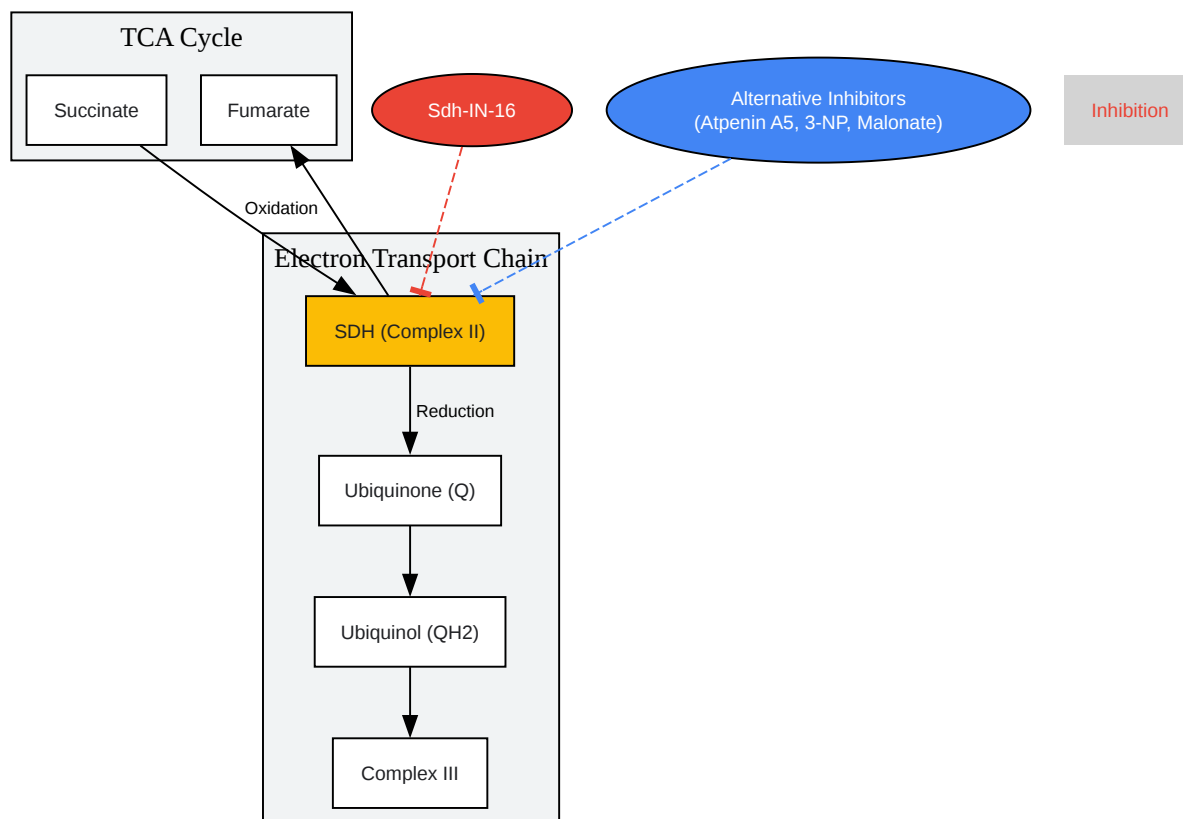 TCA Cycle
Succinate
Fumarate
Sdh-IN-16
Alternative Inhibitors
(Atpenin A5, 3-NP, Malonate)
Inhibition
Oxidation
Electron Transport Chain
SDH (Complex II)
Reduction
Ubiquinone (Q)
Ubiquinol (QH2)
Complex III